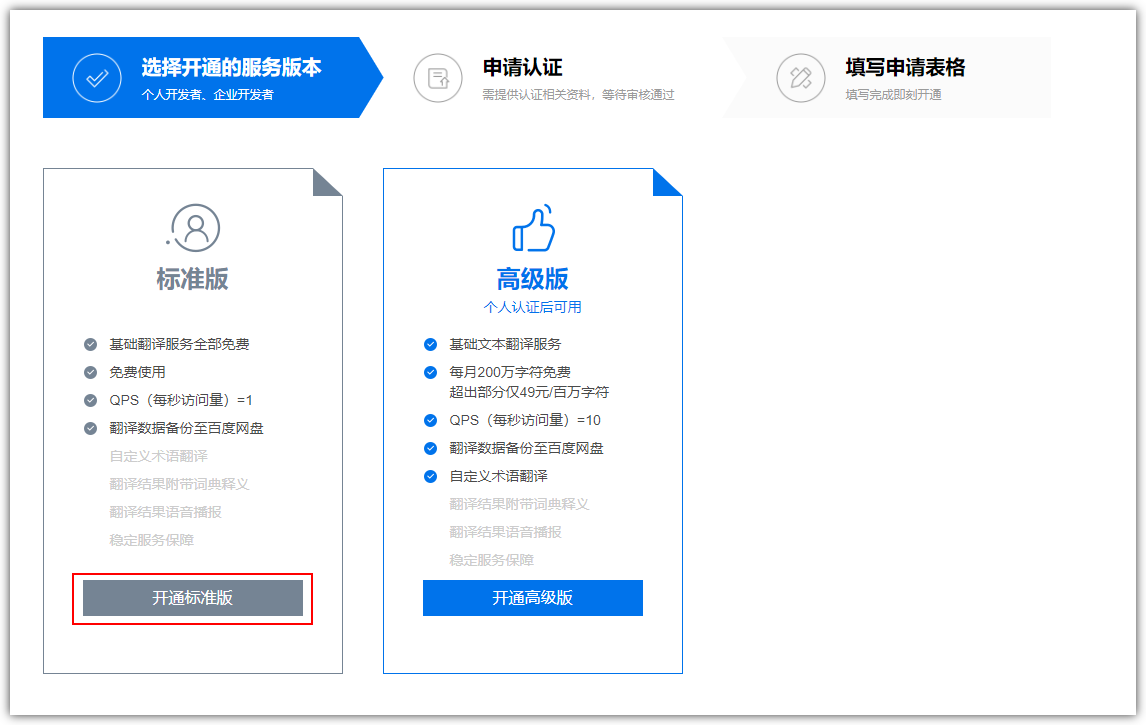 选择开通的服务版本
个人开发者、企业开发者
申请认证
需提供认证相关资料，等待审核通过
填写申请表格
填写完成即刻开通
标准版
基础翻译服务全部免费
免费使用
QPS（每秒访问量）=1
翻译数据备份至百度网盘
自定义术语翻译
翻译结果附带词典释义
翻译结果语音播报
稳定服务保障
开通标准版
高级版
个人认证后可用
基础文本翻译服务
每月200万字符免费
超出部分仅49元/百万字符
QPS（每秒访问量）=10
翻译数据备份至百度网盘
自定义术语翻译
翻译结果附带词典释义
翻译结果语音播报
稳定服务保障
开通高级版